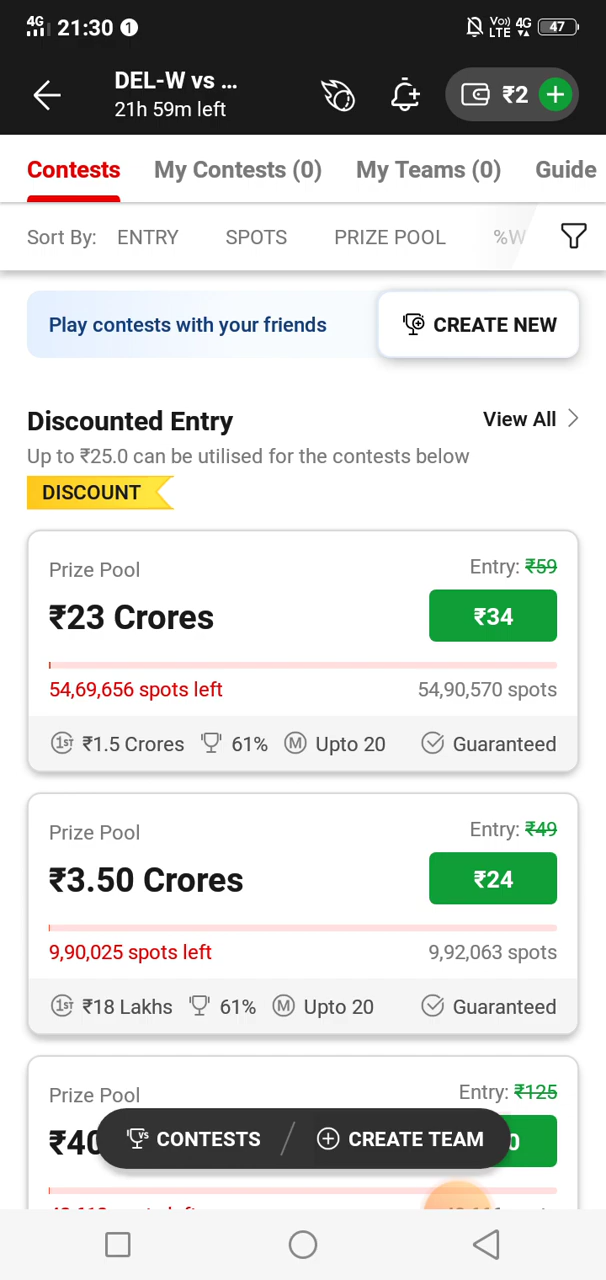 4G 21:30 1 Vo)) LTE 4G 47
DEL-W vs ...
21h 59m left
₹2
Contests My Contests (0) My Teams (0) Guide
Sort By: ENTRY SPOTS PRIZE POOL %W
Play contests with your friends CREATE NEW
Discounted Entry View All
Up to ₹25.0 can be utilised for the contests below
DISCOUNT
Prize Pool Entry: ₹59
₹23 Crores ₹34
54,69,656 spots left 54,90,570 spots
1ST ₹1.5 Crores 61% M Upto 20 Guaranteed
Prize Pool Entry: ₹49
₹3.50 Crores ₹24
9,90,025 spots left 9,92,063 spots
1ST ₹18 Lakhs 61% M Upto 20 Guaranteed
Prize Pool Entry: ₹125
VS CONTESTS / CREATE TEAM